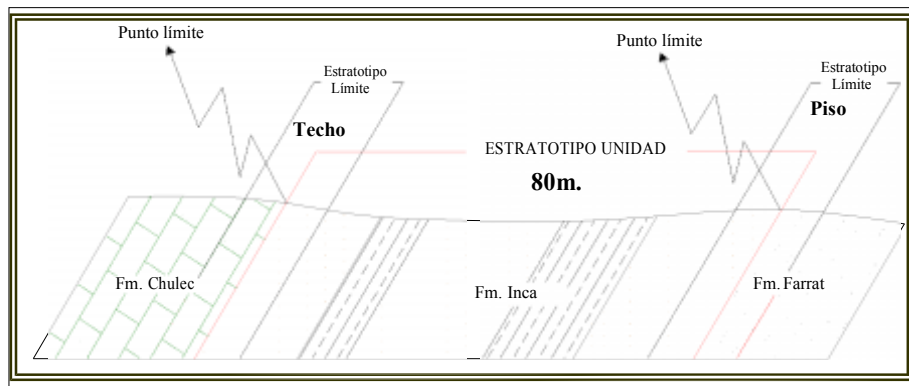 Punto límite
Punto límite
Estratotipo
Límite
Estratotipo
Límite
Techo
Piso
ESTRATOTIPO UNIDAD
80m.
Fm. Chulec
Fm. Inca
Fm. Farrat